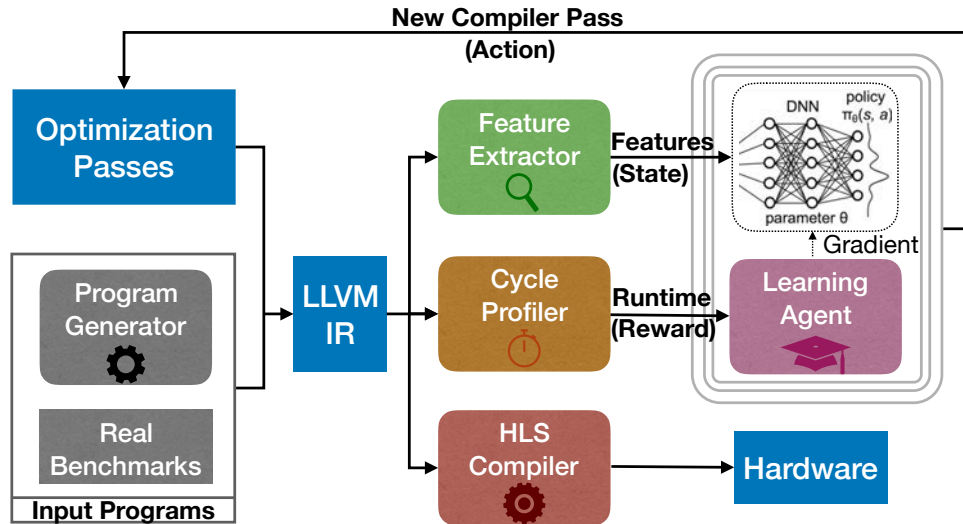 New Compiler Pass
(Action)
Optimization
Passes
Feature
Extractor
Features
(State)
DNN
policy
πθ(s, a)
parameter θ
Gradient
Program
Generator
LLVM
IR
Cycle
Profiler
Runtime
(Reward)
Learning
Agent
Real
Benchmarks
Input Programs
HLS
Compiler
Hardware